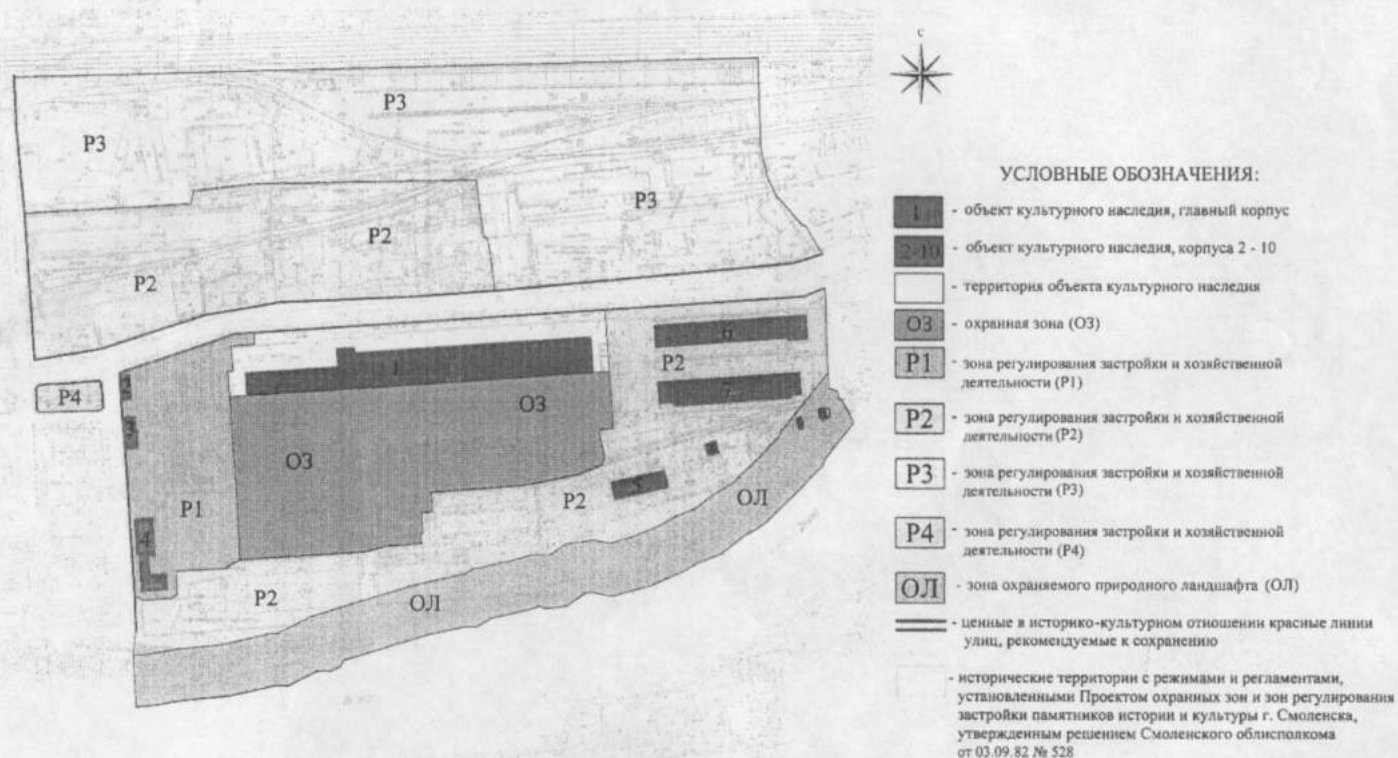 с
Р3
Р3
Р3
Р2
Р2
6
Р2
1
7
Р4
2
3
ОЗ
ОЗ
5
ОЛ
Р2
Р1
4
Р2
ОЛ
УСЛОВНЫЕ ОБОЗНАЧЕНИЯ:
1 - объект культурного наследия, главный корпус
2-10 - объект культурного наследия, корпуса 2 - 10
- территория объекта культурного наследия
ОЗ - охранная зона (ОЗ)
Р1 - зона регулирования застройки и хозяйственной
деятельности (Р1)
Р2 - зона регулирования застройки и хозяйственной
деятельности (Р2)
Р3 - зона регулирования застройки и хозяйственной
деятельности (Р3)
Р4 - зона регулирования застройки и хозяйственной
деятельности (Р4)
ОЛ - зона охраняемого природного ландшафта (ОЛ)
- ценные в историко-культурном отношении красные линии
улиц, рекомендуемые к сохранению
- исторические территории с режимами и регламентами,
установленными Проектом охранных зон и зон регулирования
застройки памятников истории и культуры г. Смоленска,
утвержденным решением Смоленского облисполкома
от 03.09.82 № 528